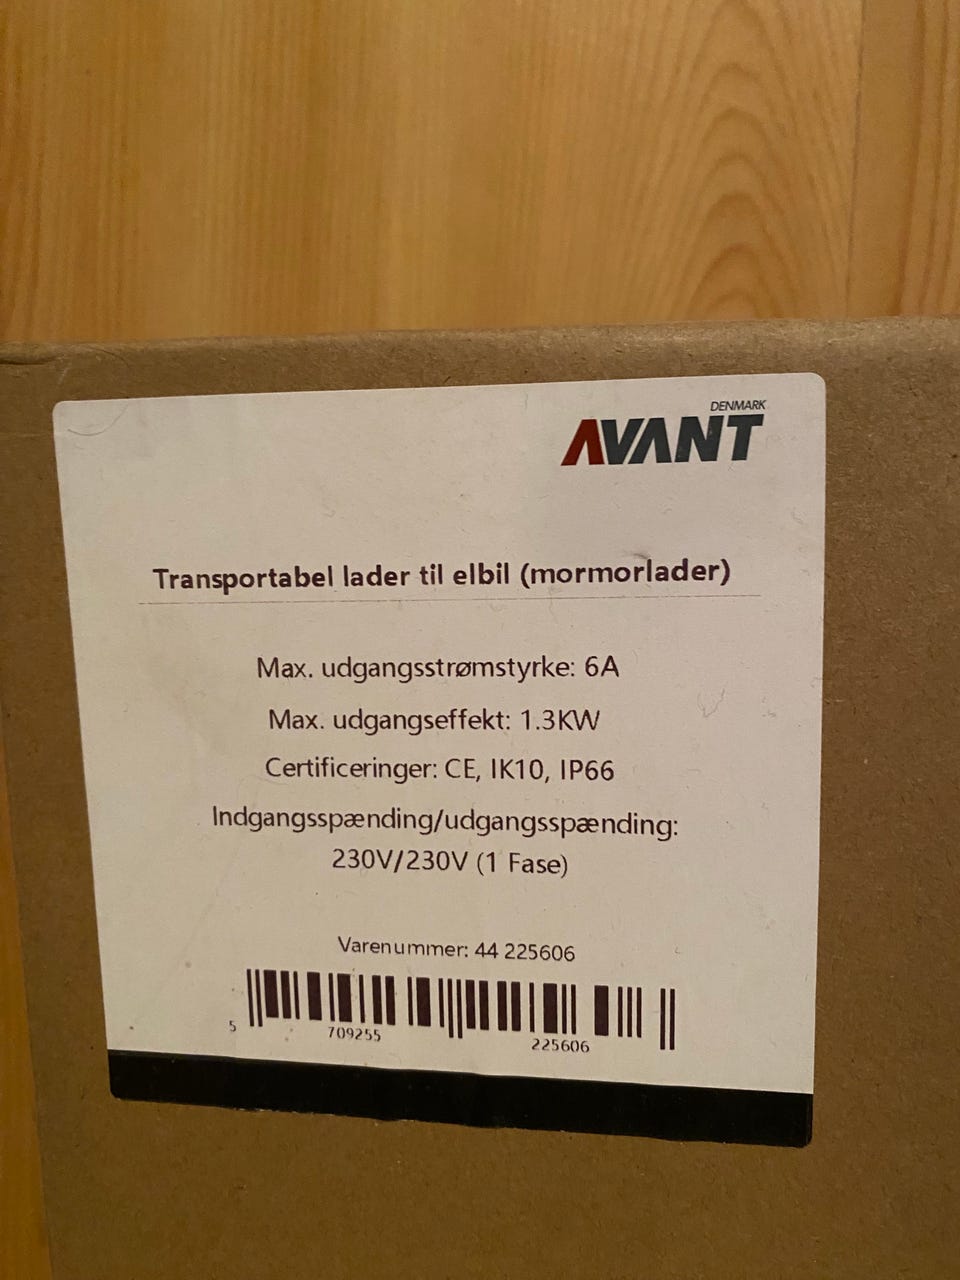 DENMARK
AVANT
Transportabel lader til elbil (mormorlader)
Max. udgangsstrømstyrke: 6A
Max. udgangseffekt: 1.3KW
Certificeringer: CE, IK10, IP66
Indgangsspænding/udgangsspænding:
230V/230V (1 Fase)
Varenummer: 44 225606
5 709255 225606